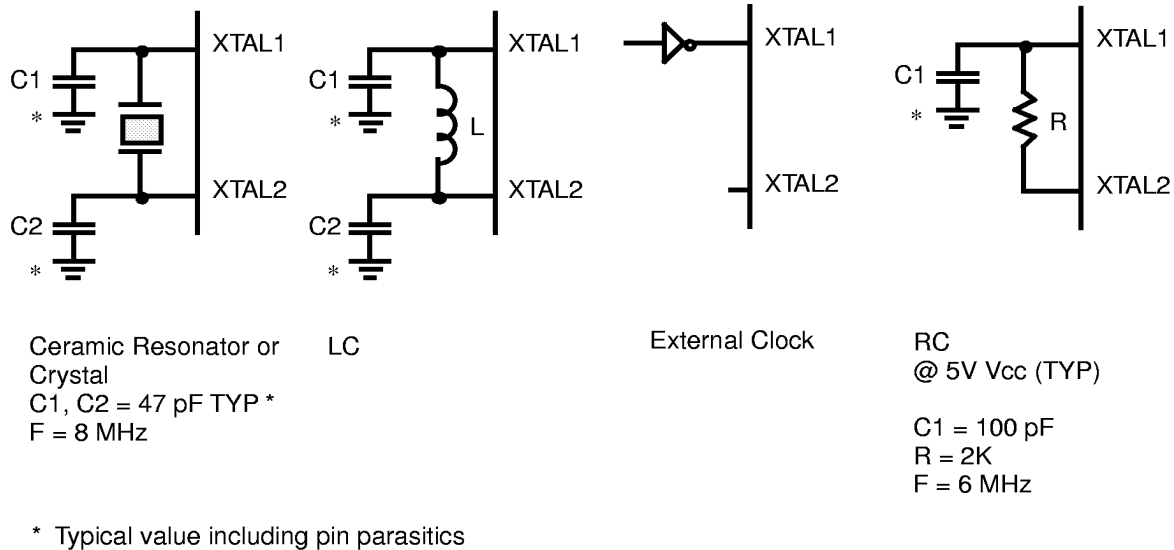 XTAL1
C1
*
XTAL2
C2
*
Ceramic Resonator or
Crystal
C1, C2 = 47 pF TYP *
F = 8 MHz
XTAL1
C1
*
L
XTAL2
C2
*
LC
XTAL1
XTAL2
External Clock
XTAL1
C1
*
R
XTAL2
RC
@ 5V Vcc (TYP)
C1 = 100 pF
R = 2K
F = 6 MHz
* Typical value including pin parasitics